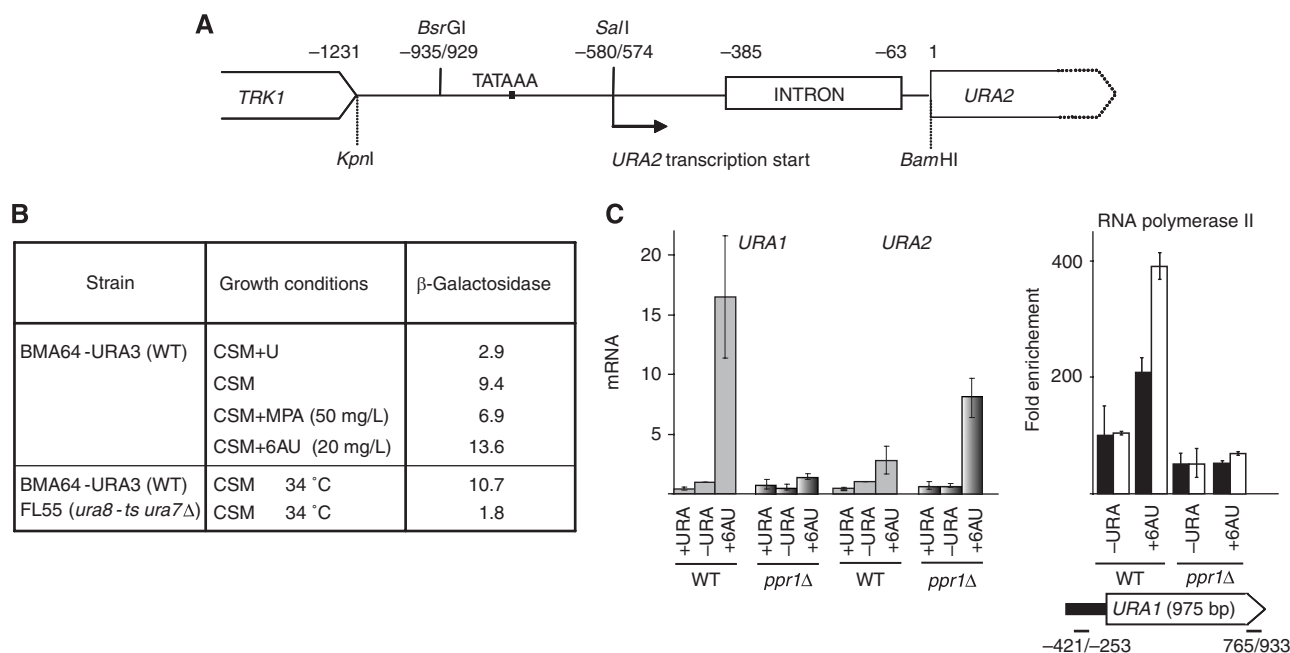 A
–1231
BsrGI
–935/929
SalI
–580/574
–385
–63
1
TRK1
TATAAA
INTRON
URA2
KpnI
URA2 transcription start
BamHI
B
Strain
Growth conditions
β-Galactosidase
BMA64-URA3 (WT)
CSM+U
2.9
CSM
9.4
CSM+MPA (50 mg/L)
6.9
CSM+6AU (20 mg/L)
13.6
BMA64-URA3 (WT)
CSM 34 °C
10.7
FL55 (ura8-ts ura7Δ)
CSM 34 °C
1.8
C
URA1
URA2
mRNA
20
15
10
5
+URA
–URA
+6AU
+URA
–URA
+6AU
+URA
–URA
+6AU
+URA
–URA
+6AU
WT
ppr1Δ
WT
ppr1Δ
RNA polymerase II
Fold enrichement
400
200
–URA
+6AU
–URA
+6AU
WT
ppr1Δ
URA1 (975 bp)
–421/–253
765/933